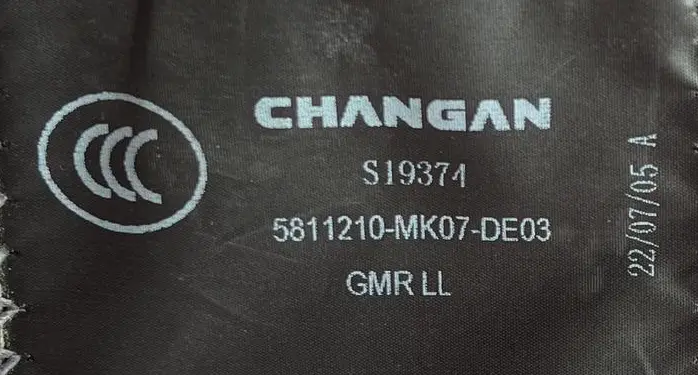 CCC
CHANGAN
S19374
5811210-MK07-DE03
GMR LL
22/07/05 A